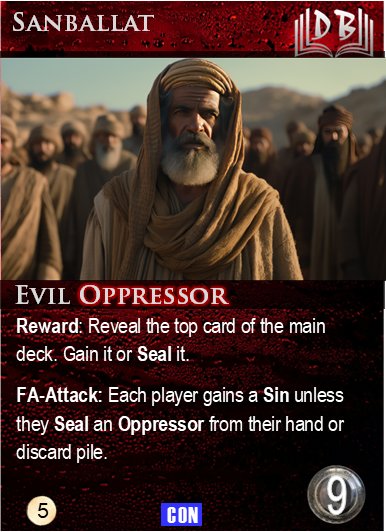 SANBALLAT
DB
EVIL OPPRESSOR
Reward: Reveal the top card of the main
deck. Gain it or Seal it.
FA-Attack: Each player gains a Sin unless
they Seal an Oppressor from their hand or
discard pile.
5
CON
9